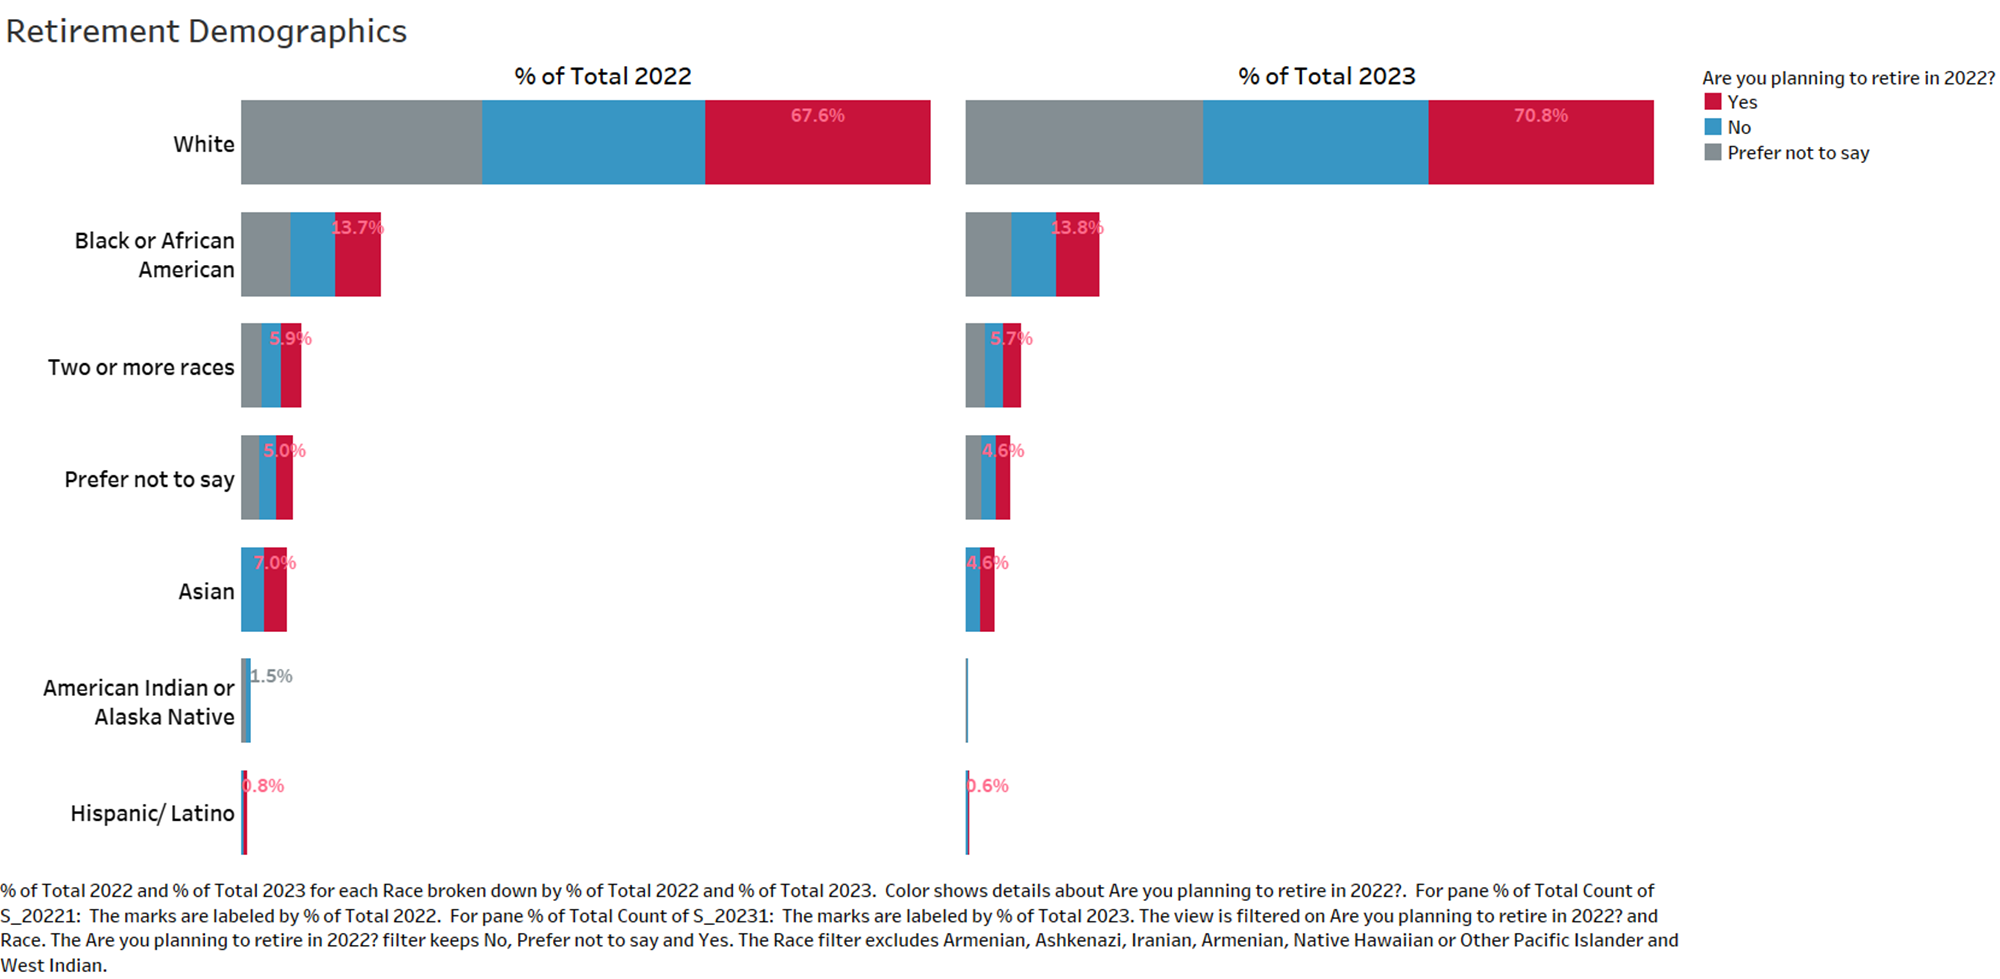 Retirement Demographics
% of Total 2022
% of Total 2023
Are you planning to retire in 2022?
Yes
No
Prefer not to say
White
67.6%
70.8%
Black or African
American
13.7%
13.8%
Two or more races
5.9%
5.7%
Prefer not to say
5.0%
4.6%
Asian
7.0%
4.6%
American Indian or
Alaska Native
1.5%
Hispanic/ Latino
0.8%
0.6%
% of Total 2022 and % of Total 2023 for each Race broken down by % of Total 2022 and % of Total 2023.  Color shows details about Are you planning to retire in 2022?.  For pane % of Total Count of
S_20221:  The marks are labeled by % of Total 2022.  For pane % of Total Count of S_20231:  The marks are labeled by % of Total 2023. The view is filtered on Are you planning to retire in 2022? and
Race. The Are you planning to retire in 2022? filter keeps No, Prefer not to say and Yes. The Race filter excludes Armenian, Ashkenazi, Iranian, Armenian, Native Hawaiian or Other Pacific Islander and
West Indian.